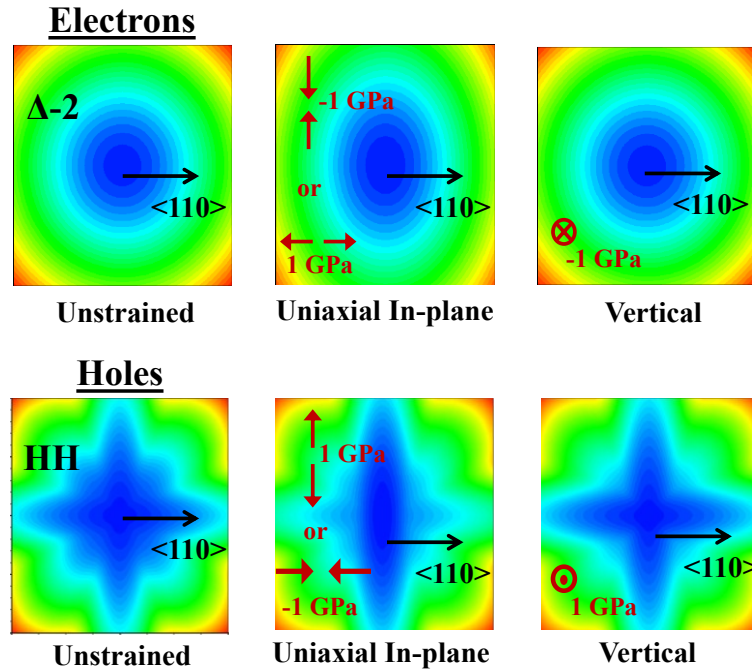 Electrons
Δ-2
<110>
Unstrained
-1 GPa
or
1 GPa
<110>
Uniaxial In-plane
<110>
-1 GPa
Vertical
Holes
HH
<110>
Unstrained
1 GPa
or
<110>
-1 GPa
Uniaxial In-plane
<110>
1 GPa
Vertical